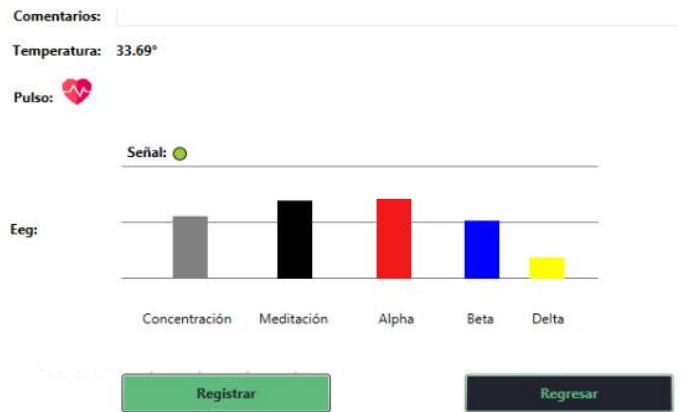 Comentarios:
Temperatura: 33.69°
Pulso:
Señal:
Eeg:
Concentración Meditación Alpha Beta Delta
Registrar Regresar